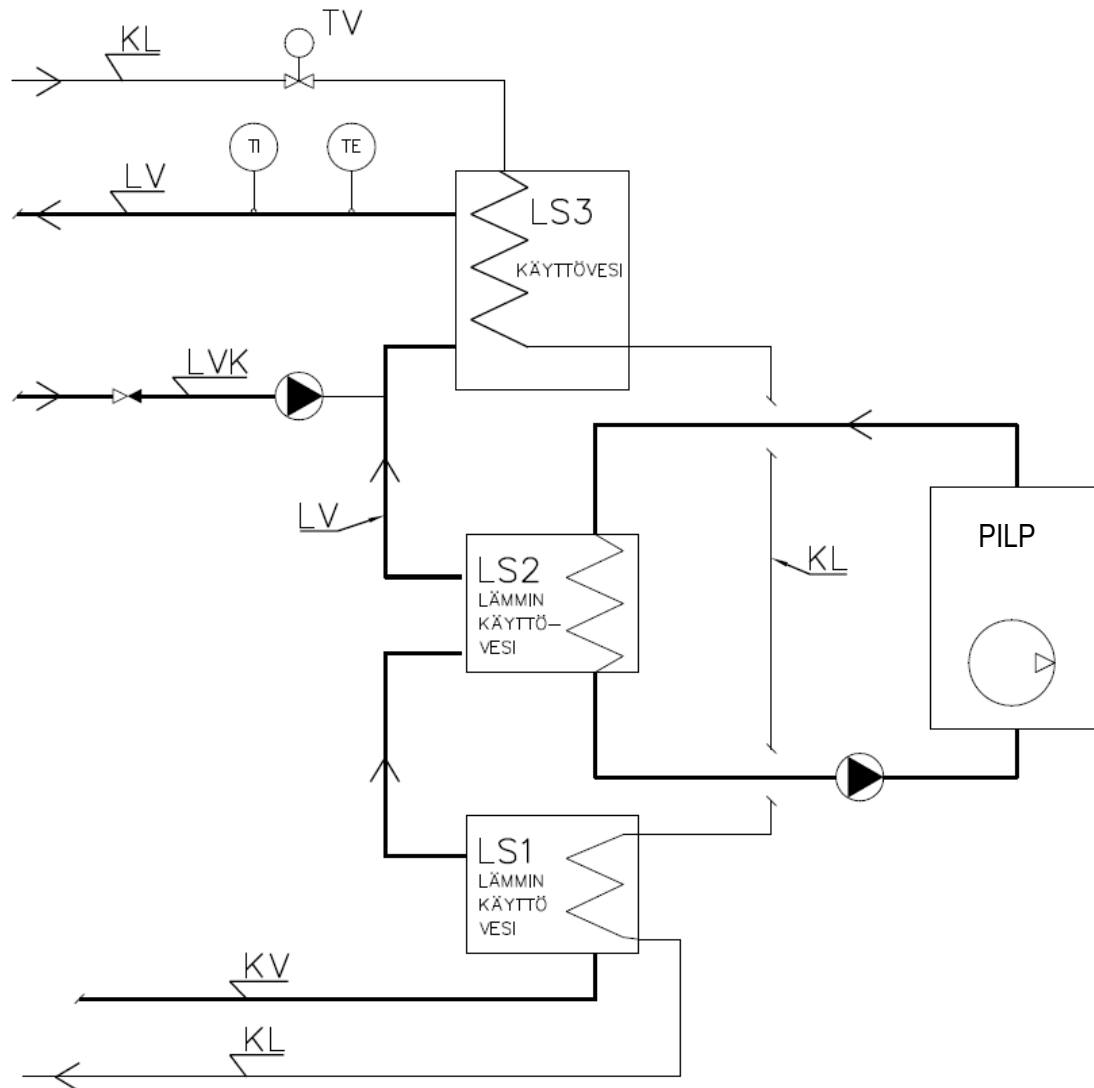 TV
KL
TI
TE
LV
LS3
KÄYTTÖVESI
LVK
LV
LS2
LÄMMIN
KÄYTTÖ–
VESI
KL
PILP
LS1
LÄMMIN
KÄYTTÖ
VESI
KV
KL